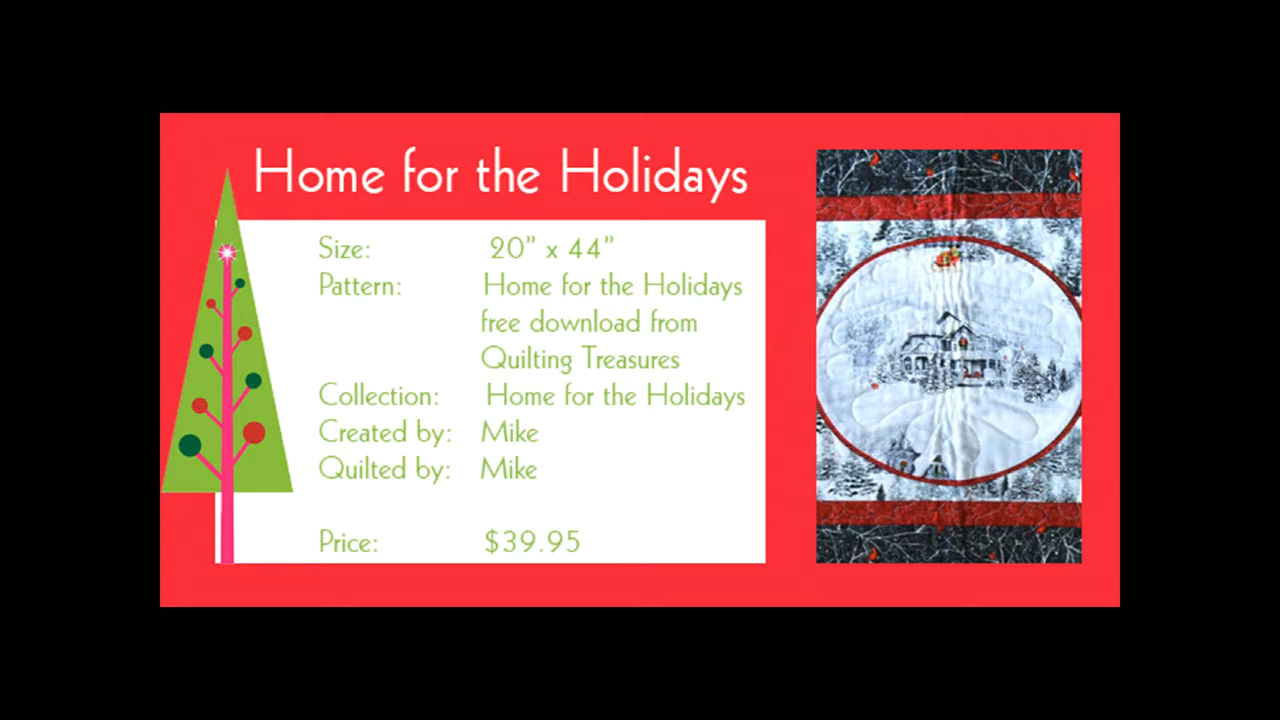 Home for the Holidays
Size: 20” x 44”
Pattern: Home for the Holidays
free download from
Quilting Treasures
Collection: Home for the Holidays
Created by: Mike
Quilted by: Mike
Price: $39.95